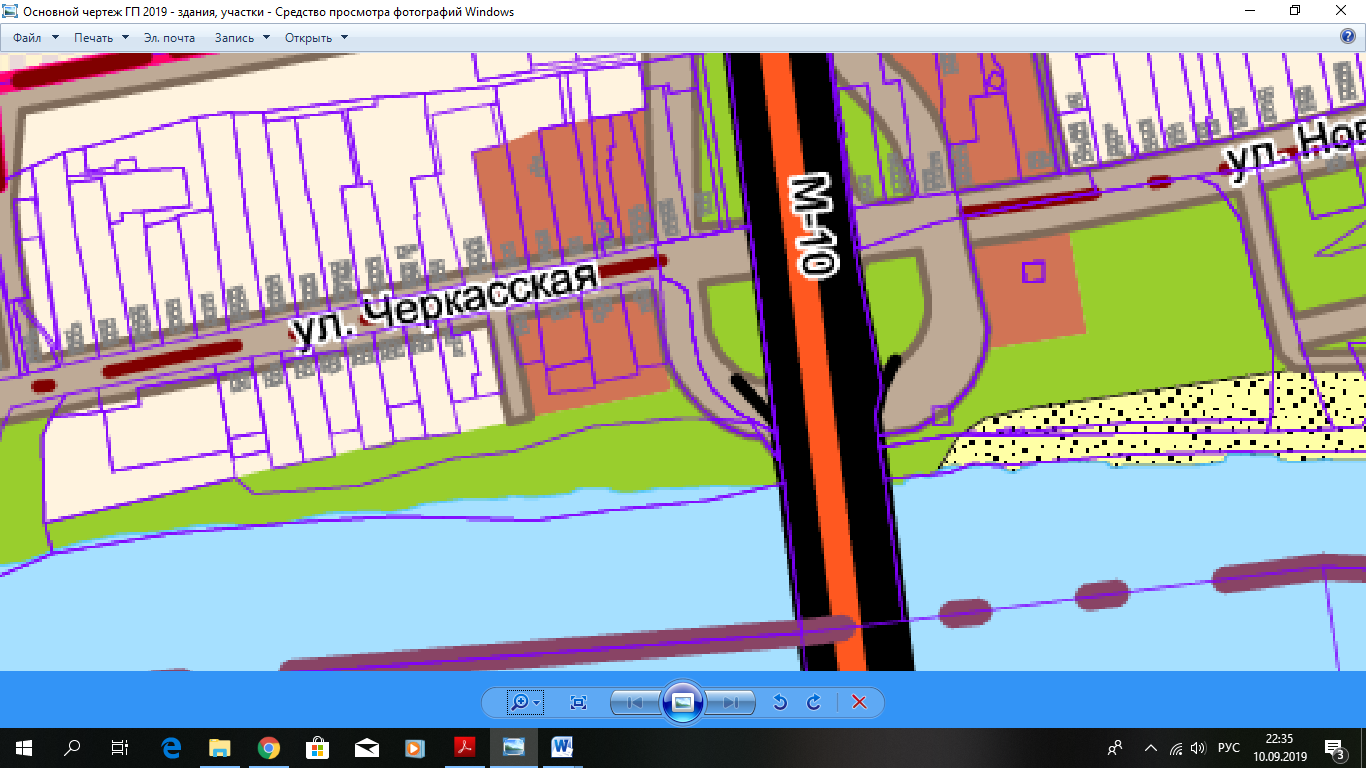 Основной чертеж ГП 2019 - здания, участки - Средство просмотра фотографий Windows
Файл Печать Эл. почта Запись Открыть
М-10
ул. Нов
ул. Черкасская
22:35
РУС
10.09.2019
3